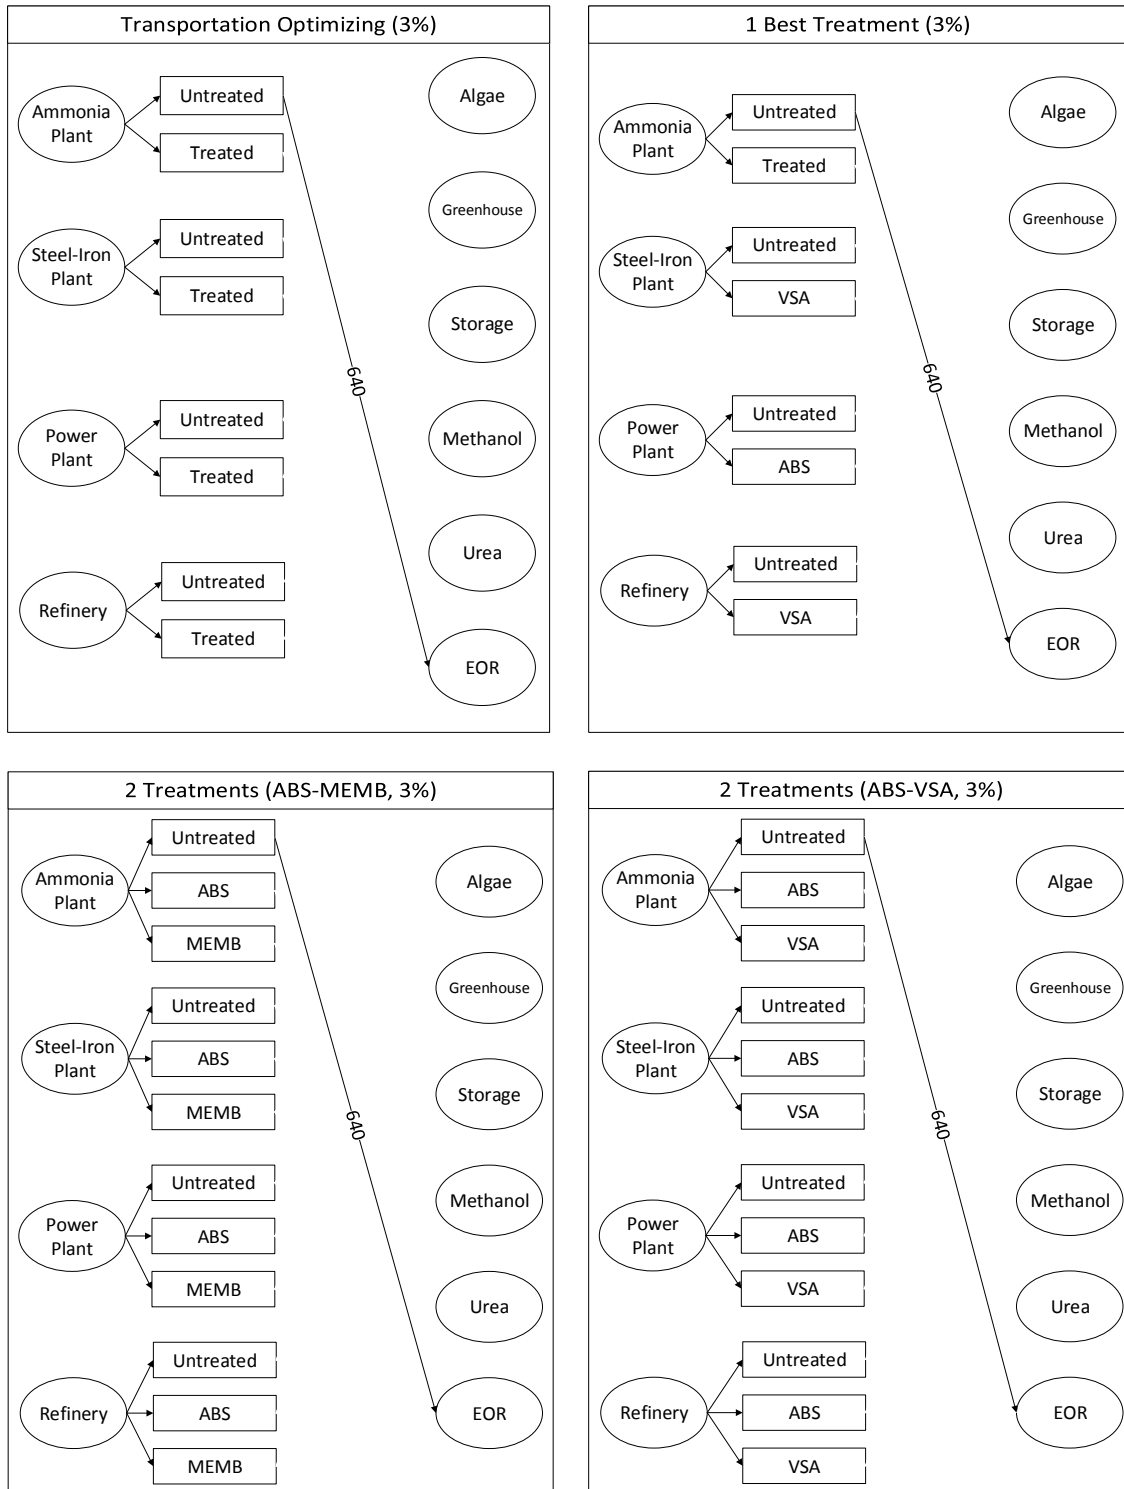 Transportation Optimizing (3%)
Ammonia
Plant
Untreated
Treated
Steel-Iron
Plant
Untreated
Treated
Power
Plant
Untreated
Treated
Refinery
Untreated
Treated
640
Algae
Greenhouse
Storage
Methanol
Urea
EOR
1 Best Treatment (3%)
Ammonia
Plant
Untreated
Treated
Steel-Iron
Plant
Untreated
VSA
Power
Plant
Untreated
ABS
Refinery
Untreated
VSA
640
Algae
Greenhouse
Storage
Methanol
Urea
EOR
2 Treatments (ABS-MEMB, 3%)
Ammonia
Plant
Untreated
ABS
MEMB
Steel-Iron
Plant
Untreated
ABS
MEMB
Power
Plant
Untreated
ABS
MEMB
Refinery
Untreated
ABS
MEMB
640
Algae
Greenhouse
Storage
Methanol
Urea
EOR
2 Treatments (ABS-VSA, 3%)
Ammonia
Plant
Untreated
ABS
VSA
Steel-Iron
Plant
Untreated
ABS
VSA
Power
Plant
Untreated
ABS
VSA
Refinery
Untreated
ABS
VSA
640
Algae
Greenhouse
Storage
Methanol
Urea
EOR